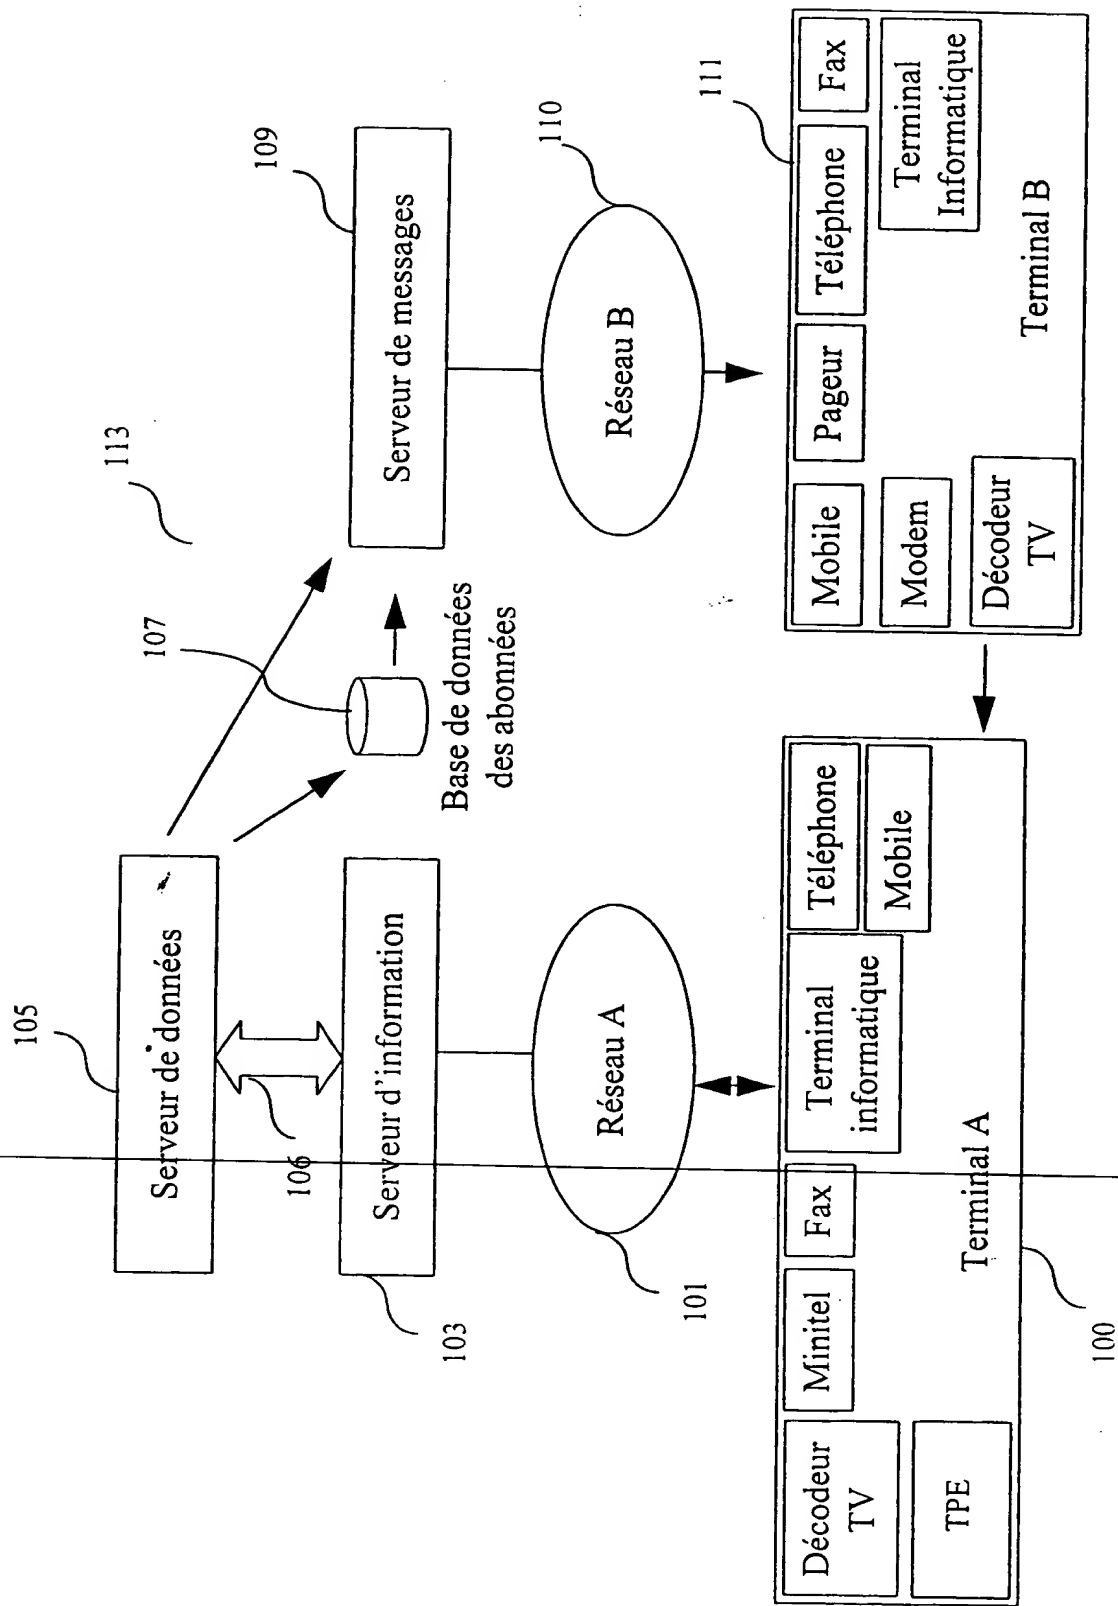 105
Serveur de données
106
Serveur d'information
103
Réseau A
101
Décodeur
TV
Minitel
Fax
Terminal
informatique
Téléphone
Mobile
TPE
Terminal A
100
113
107
Base de données
des abonnées
109
Serveur de messages
110
Réseau B
111
Mobile
Pageur
Téléphone
Fax
Modem
Terminal
Informatique
Décodeur
TV
Terminal B